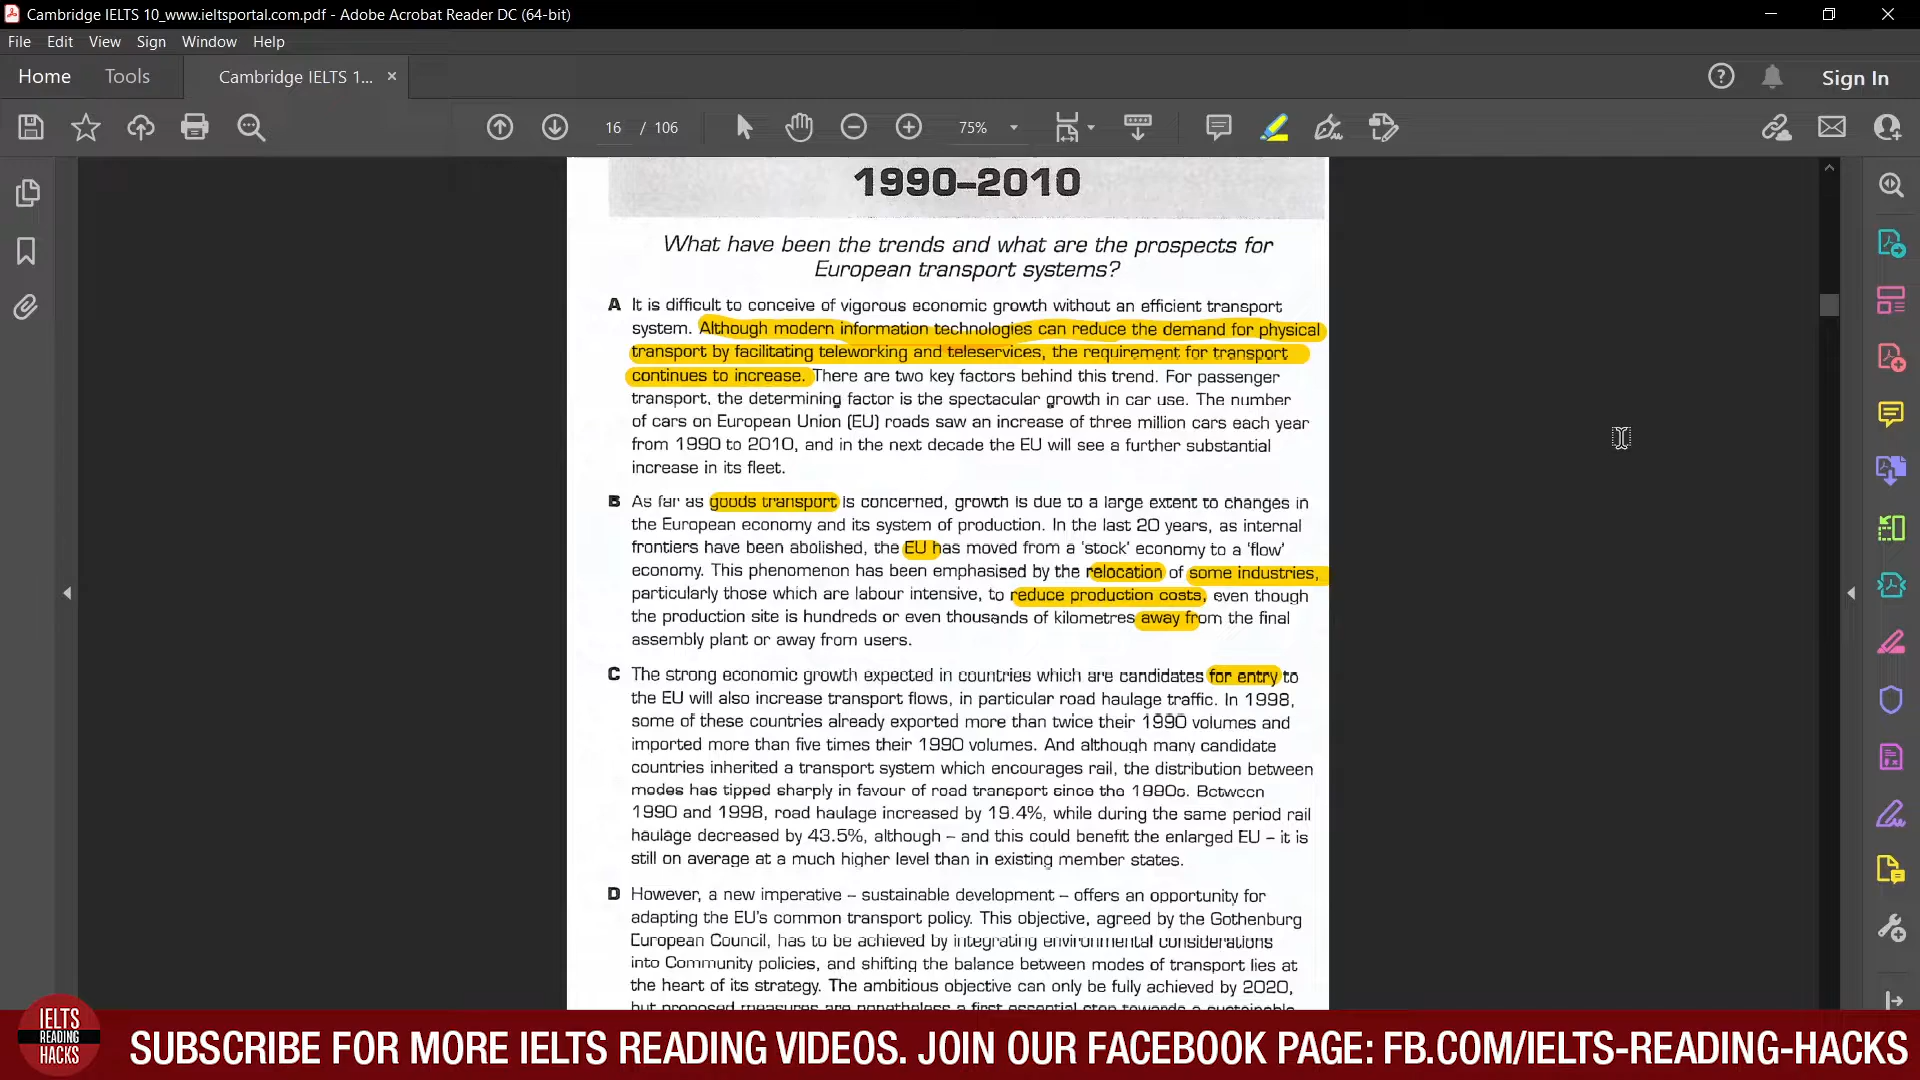 Cambridge IELTS 10_www.ieltsportal.com.pdf - Adobe Acrobat Reader DC (64-bit)
File Edit View Sign Window Help
Home Tools Cambridge IELTS 1... × Sign In
16 / 106 75%
1990–2010
What have been the trends and what are the prospects for
European transport systems?
A It is difficult to conceive of vigorous economic growth without an efficient transport
system. Although modern information technologies can reduce the demand for physical
transport by facilitating teleworking and teleservices, the requirement for transport
continues to increase. There are two key factors behind this trend. For passenger
transport, the determining factor is the spectacular growth in car use. The number
of cars on European Union (EU) roads saw an increase of three million cars each year
from 1990 to 2010, and in the next decade the EU will see a further substantial
increase in its fleet.
B As far as goods transport is concerned, growth is due to a large extent to changes in
the European economy and its system of production. In the last 20 years, as internal
frontiers have been abolished, the EU has moved from a 'stock' economy to a 'flow'
economy. This phenomenon has been emphasised by the relocation of some industries,
particularly those which are labour intensive, to reduce production costs, even though
the production site is hundreds or even thousands of kilometres away from the final
assembly plant or away from users.
C The strong economic growth expected in countries which are candidates for entry to
the EU will also increase transport flows, in particular road haulage traffic. In 1998,
some of these countries already exported more than twice their 1990 volumes and
imported more than five times their 1990 volumes. And although many candidate
countries inherited a transport system which encourages rail, the distribution between
modes has tipped sharply in favour of road transport since the 1990s. Between
1990 and 1998, road haulage increased by 19.4%, while during the same period rail
haulage decreased by 43.5%, although – and this could benefit the enlarged EU – it is
still on average at a much higher level than in existing member states.
D However, a new imperative – sustainable development – offers an opportunity for
adapting the EU's common transport policy. This objective, agreed by the Gothenburg
European Council, has to be achieved by integrating environmental considerations
into Community policies, and shifting the balance between modes of transport lies at
the heart of its strategy. The ambitious objective can only be fully achieved by 2020,
but proposed measures are nonetheless a first essential step towards a sustainable
IELTS
READING
HACKS
SUBSCRIBE FOR MORE IELTS READING VIDEOS. JOIN OUR FACEBOOK PAGE: FB.COM/IELTS-READING-HACKS